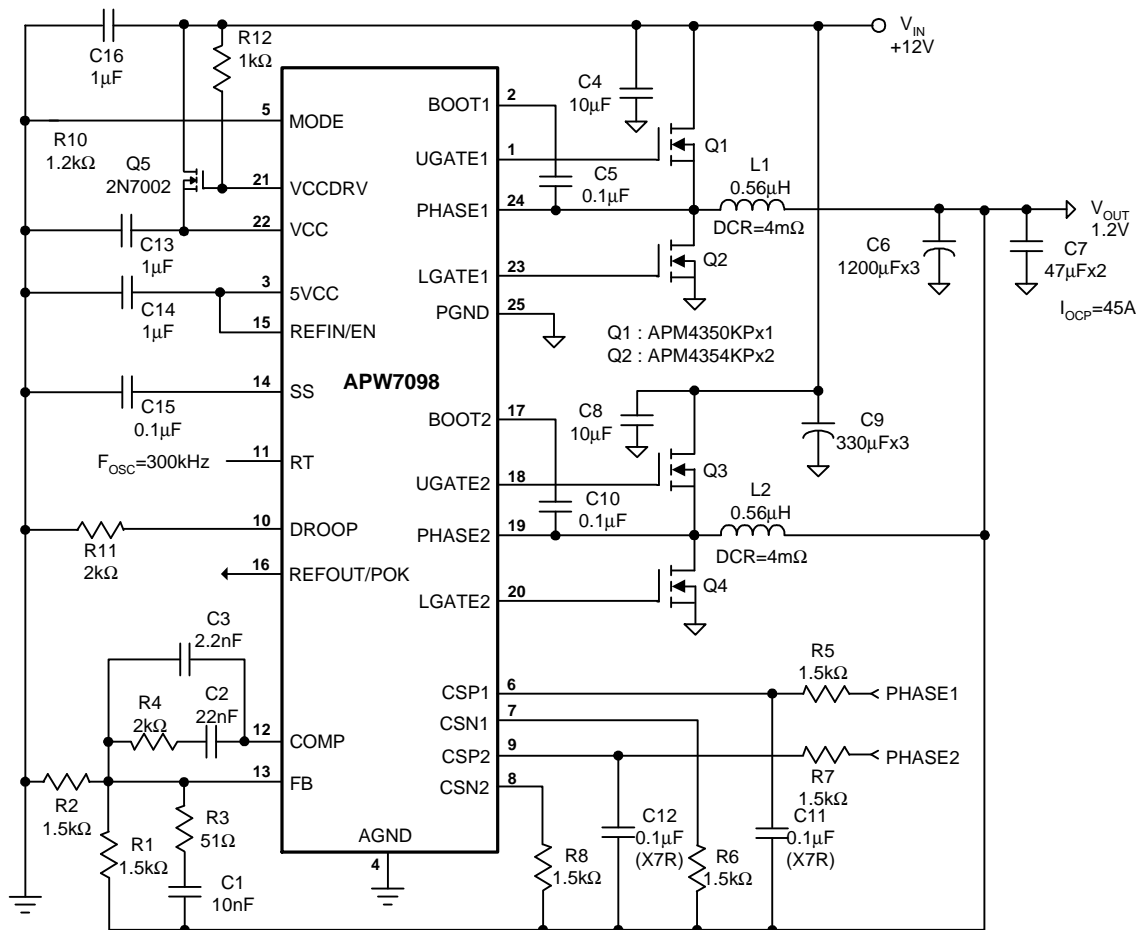 C16
1μF
R12
1kΩ
V_IN
+12V
C4
10μF
5
MODE
R10
1.2kΩ
Q5
2N7002
21
VCCDRV
22
VCC
C13
1μF
3
5VCC
C14
1μF
15
REFIN/EN
14
SS
C15
0.1μF
F_OSC=300kHz
11
RT
10
DROOP
R11
2kΩ
16
REFOUT/POK
C3
2.2nF
R4
2kΩ
C2
22nF
12
COMP
13
FB
R2
1.5kΩ
R1
1.5kΩ
R3
51Ω
C1
10nF
AGND
4
APW7098
BOOT1
2
UGATE1
1
Q1
C5
0.1μF
PHASE1
24
L1
0.56μH
DCR=4mΩ
LGATE1
23
Q2
PGND
25
Q1 : APM4350KPx1
Q2 : APM4354KPx2
V_OUT
1.2V
C6
1200μFx3
C7
47μFx2
I_OCP=45A
BOOT2
17
C8
10μF
C9
330μFx3
UGATE2
18
Q3
C10
0.1μF
PHASE2
19
L2
0.56μH
DCR=4mΩ
LGATE2
20
Q4
CSP1
6
R5
1.5kΩ
PHASE1
CSN1
7
CSP2
9
R7
1.5kΩ
PHASE2
CSN2
8
R8
1.5kΩ
C12
0.1μF
(X7R)
R6
1.5kΩ
C11
0.1μF
(X7R)